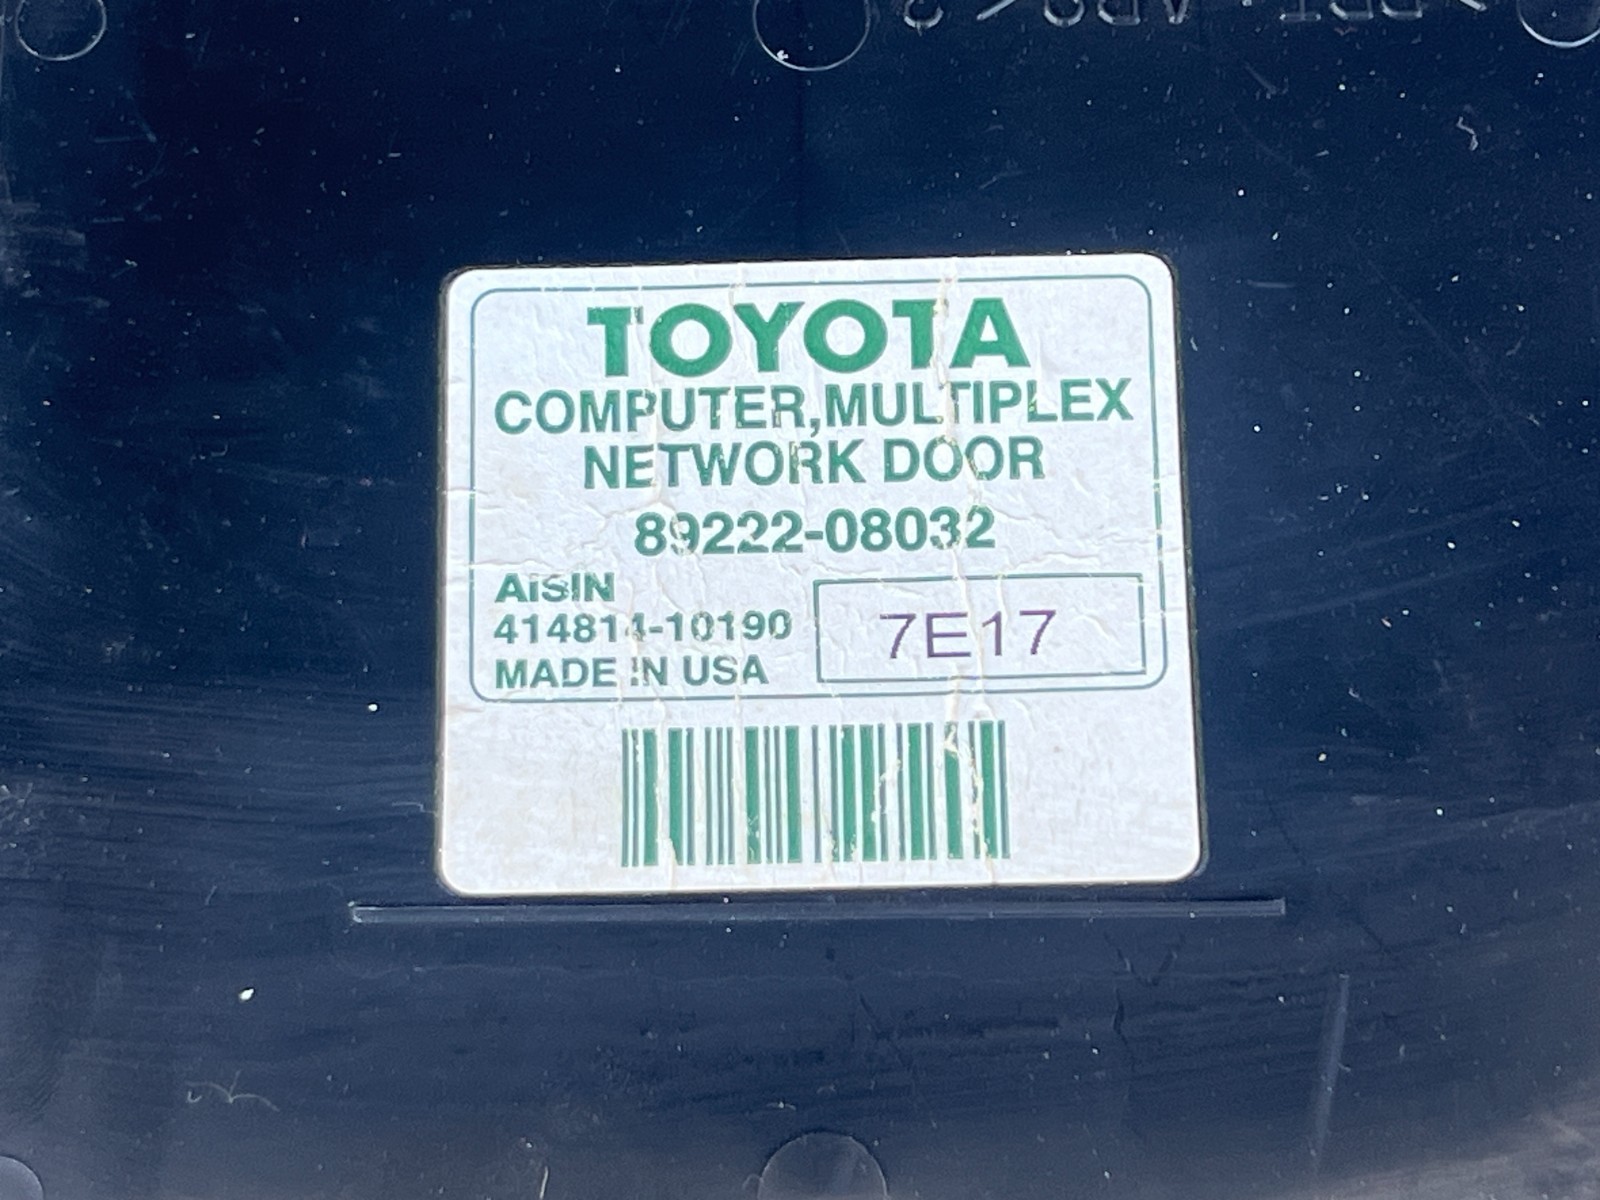 TOYOTA
COMPUTER,MULTIPLEX
NETWORK DOOR
89222-08032
AISIN
414814-10190
7E17
MADE IN USA